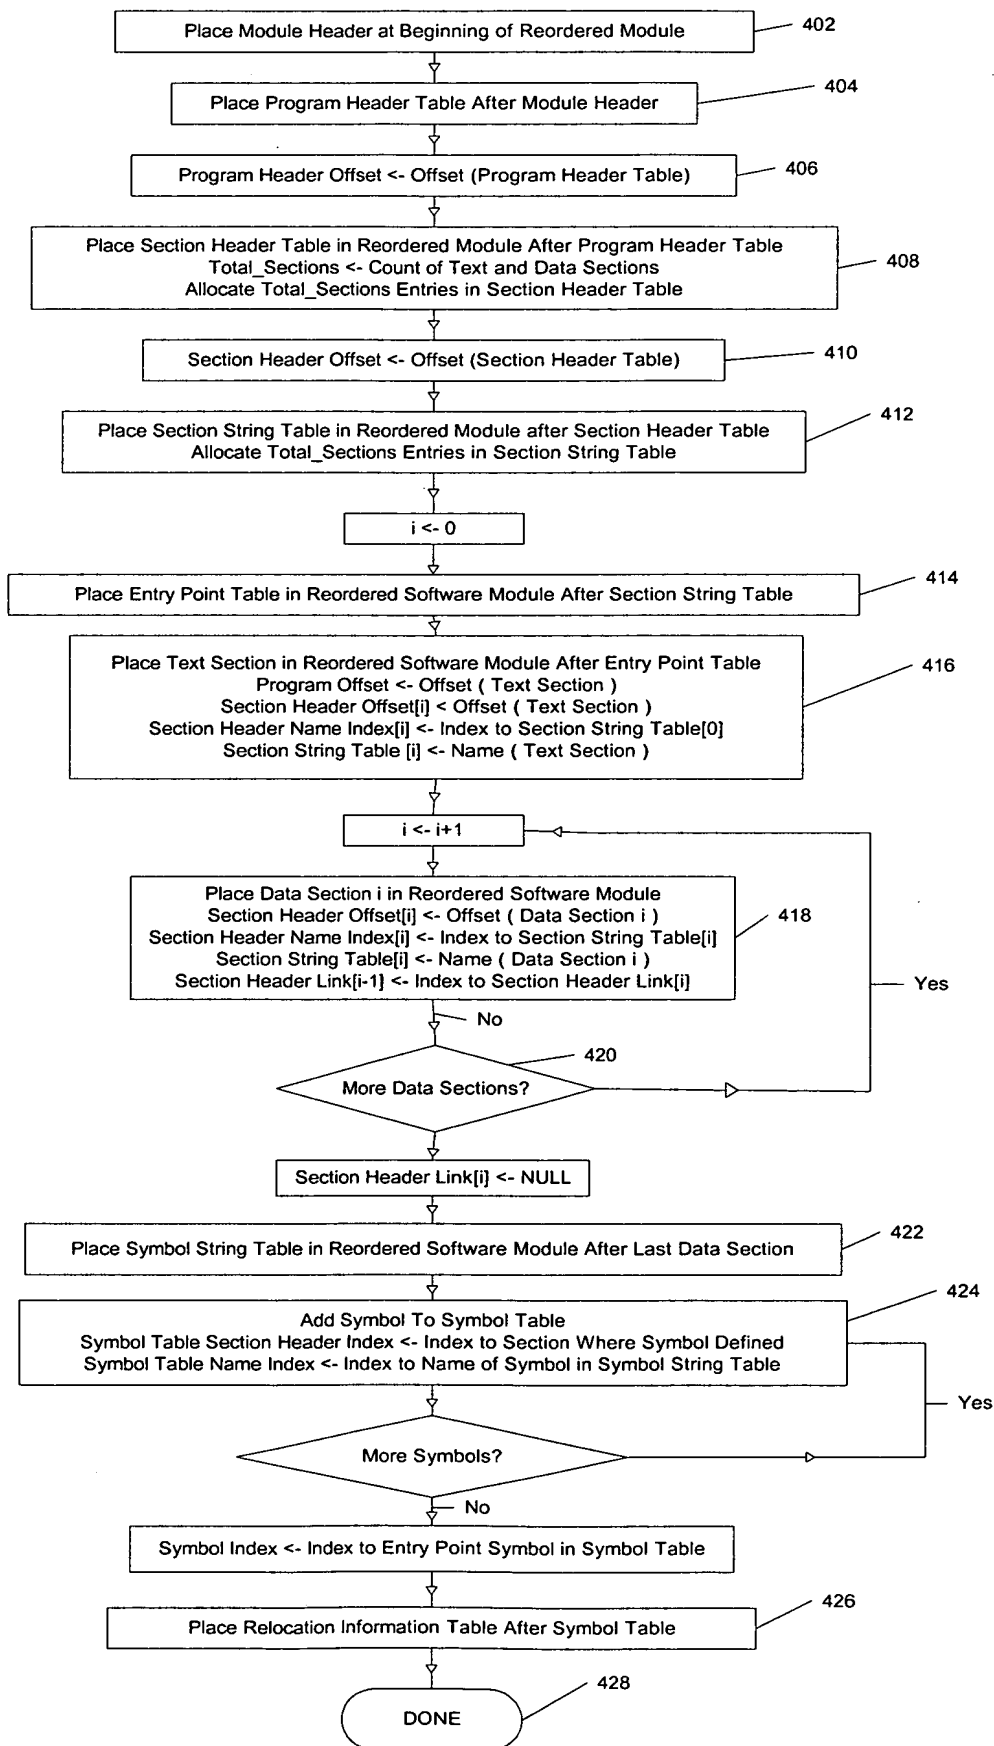 Place Module Header at Beginning of Reordered Module
402
Place Program Header Table After Module Header
404
Program Header Offset <- Offset (Program Header Table)
406
Place Section Header Table in Reordered Module After Program Header Table
Total_Sections <- Count of Text and Data Sections
Allocate Total_Sections Entries in Section Header Table
408
Section Header Offset <- Offset (Section Header Table)
410
Place Section String Table in Reordered Module after Section Header Table
Allocate Total_Sections Entries in Section String Table
412
i <- 0
Place Entry Point Table in Reordered Software Module After Section String Table
414
Place Text Section in Reordered Software Module After Entry Point Table
Program Offset <- Offset ( Text Section )
Section Header Offset[i] < Offset ( Text Section )
Section Header Name Index[i] <- Index to Section String Table[0]
Section String Table [i] <- Name ( Text Section )
416
i <- i+1
Place Data Section i in Reordered Software Module
Section Header Offset[i] <- Offset ( Data Section i )
Section Header Name Index[i] <- Index to Section String Table[i]
Section String Table[i] <- Name ( Data Section i )
Section Header Link[i-1] <- Index to Section Header Link[i]
418
Yes
No
420
More Data Sections?
Section Header Link[i] <- NULL
Place Symbol String Table in Reordered Software Module After Last Data Section
422
Add Symbol To Symbol Table
Symbol Table Section Header Index <- Index to Section Where Symbol Defined
Symbol Table Name Index <- Index to Name of Symbol in Symbol String Table
424
Yes
More Symbols?
No
Symbol Index <- Index to Entry Point Symbol in Symbol Table
Place Relocation Information Table After Symbol Table
426
DONE
428